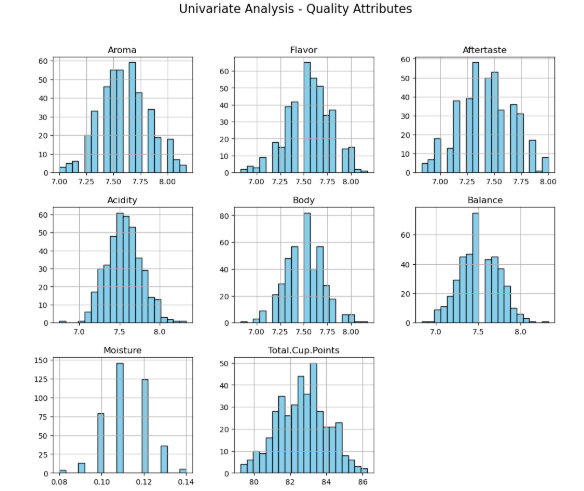 Univariate Analysis - Quality Attributes
Aroma
60
50
40
30
20
10
0
7.00 7.25 7.50 7.75 8.00
Flavor
60
50
40
30
20
10
0
7.00 7.25 7.50 7.75 8.00
Aftertaste
60
50
40
30
20
10
0
7.00 7.25 7.50 7.75 8.00
Acidity
60
50
40
30
20
10
0
7.0 7.5 8.0
Body
80
60
40
20
0
7.00 7.25 7.50 7.75 8.00
Balance
60
40
20
0
7.0 7.5 8.0
Moisture
150
125
100
75
50
25
0
0.08 0.10 0.12 0.14
Total.Cup.Points
50
40
30
20
10
0
80 82 84 86